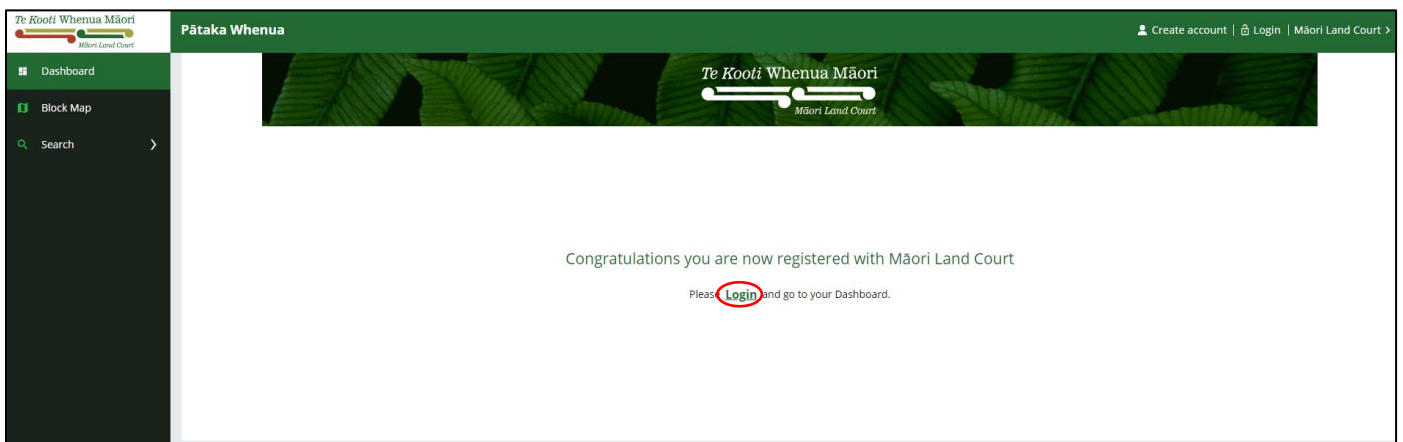 Te Kooti Whenua Māori
Māori Land Court
Pātaka Whenua
Create account | Login | Māori Land Court >
Dashboard
Block Map
Search
Te Kooti Whenua Māori
Māori Land Court
Congratulations you are now registered with Māori Land Court
Please Login and go to your Dashboard.